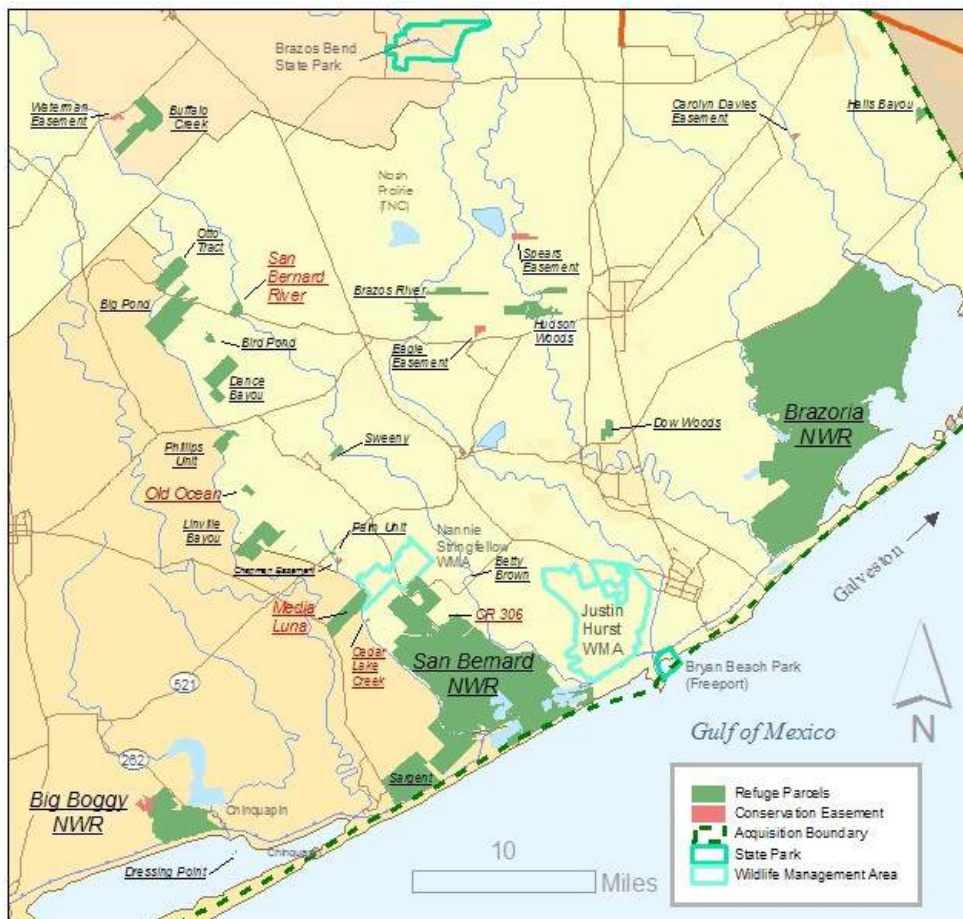 Brazos Bend
State Park
Waterman
Easement
Buffalo
Creek
Carolyn Davies
Easement
Halls Bayou
Nash
Prairie
(TNC)
Otto
Tract
San
Bernard
River
Spears
Easement
Big Pond
Brazos River
Hudson
Woods
Bird Pond
Eagle
Easement
Dance
Bayou
Brazoria
NWR
Dow Woods
Phillips
Unit
Sweeny
Old Ocean
Linville
Bayou
Palm Unit
Nannie
Stringfellow
WMA
Chapman Easement
Betty
Brown
Galveston
Media
Luna
CR 306
Justin
Hurst
WMA
Cedar
Lake
Creek
San Bernard
NWR
Bryan Beach Park
(Freeport)
521
N
Gulf of Mexico
262
Sargent
Big Boggy
NWR
Chinquapin
Chinquapin
Dressing Point
10
Miles
Refuge Parcels
Conservation Easement
Acquisition Boundary
State Park
Wildlife Management Area